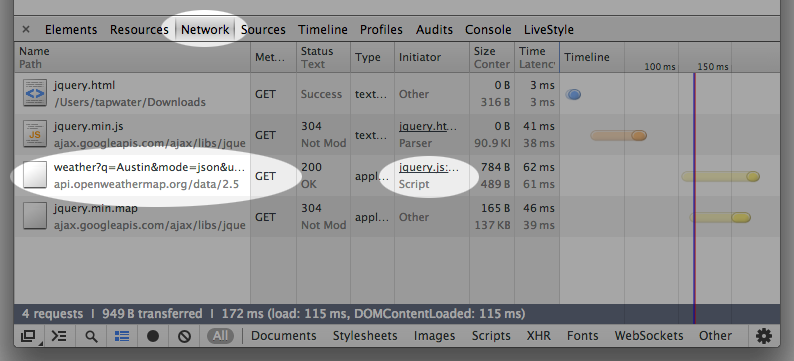 × Elements Resources Network Sources Timeline Profiles Audits Console LiveStyle
Name Met... Status Type Initiator Size Time Timeline
Path Text Conter Latency 100 ms 150 ms
jquery.html GET Success text... Other 0 B 3 ms
/Users/tapwater/Downloads 316 B 3 ms
JS jquery.min.js GET 304 text... jquery.ht... 0 B 41 ms
ajax.googleapis.com/ajax/libs/jque Not Mod Parser 90.9 KI 38 ms
weather?q=Austin&mode=json&u... GET 200 appl... jquery.js:... 784 B 62 ms
api.openweathermap.org/data/2.5 OK Script 489 B 61 ms
jquery.min.map GET 304 appl... Other 165 B 46 ms
ajax.googleapis.com/ajax/libs/jque Not Mod 137 KB 39 ms
4 requests | 949 B transferred | 172 ms (load: 115 ms, DOMContentLoaded: 115 ms)
All Documents Stylesheets Images Scripts XHR Fonts WebSockets Other